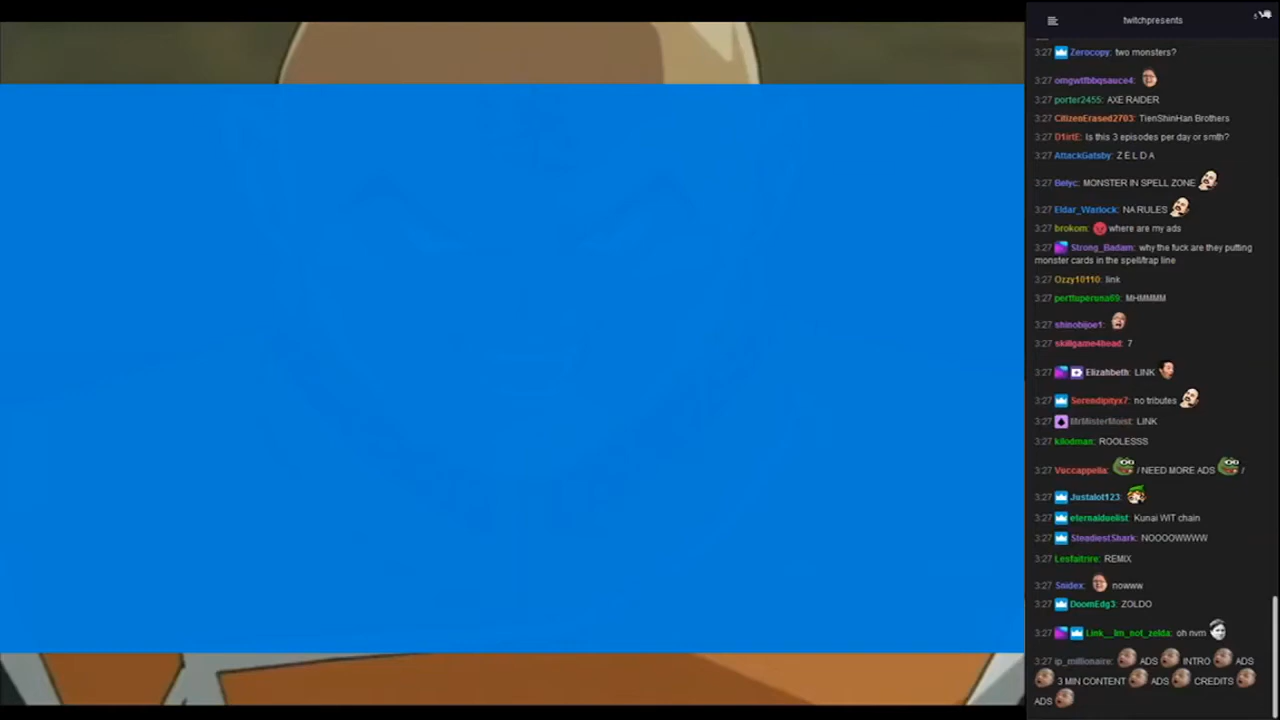 twitchpresents
3:27 Zerocopy: two monsters?
3:27 omgwtfbbqsauce4:
3:27 porter2455: AXE RAIDER
3:27 CitizenErased2703: TienShinHan Brothers
3:27 D1irtE: Is this 3 episodes per day or smth?
3:27 AttackGatsby: Z E L D A
3:27 Belyc: MONSTER IN SPELL ZONE
3:27 Eldar_Warlock: NA RULES
3:27 brokom: where are my ads
3:27 Strong_Badam: why the fuck are they putting
monster cards in the spell/trap line
3:27 Ozzy10110: link
3:27 perttuperuna69: MHMMMM
3:27 shinobijoe1:
3:27 skillgame4head: 7
3:27 Elizahbeth: LINK
3:27 Serendipityx7: no tributes
3:27 MrMisterMoist: LINK
3:27 kilodman: ROOLESSS
3:27 Vuccappella: / NEED MORE ADS /
3:27 Justalot123:
3:27 eternalduelist: Kunai WIT chain
3:27 SteadiestShark: NOOOOWWWW
3:27 Lesfaitrire: REMIX
3:27 Snidex: nowww
3:27 DoomEdg3: ZOLDO
3:27 Link__Im_not_zelda: oh nvm
3:27 ip_millionaire: ADS INTRO ADS
3 MIN CONTENT ADS CREDITS
ADS